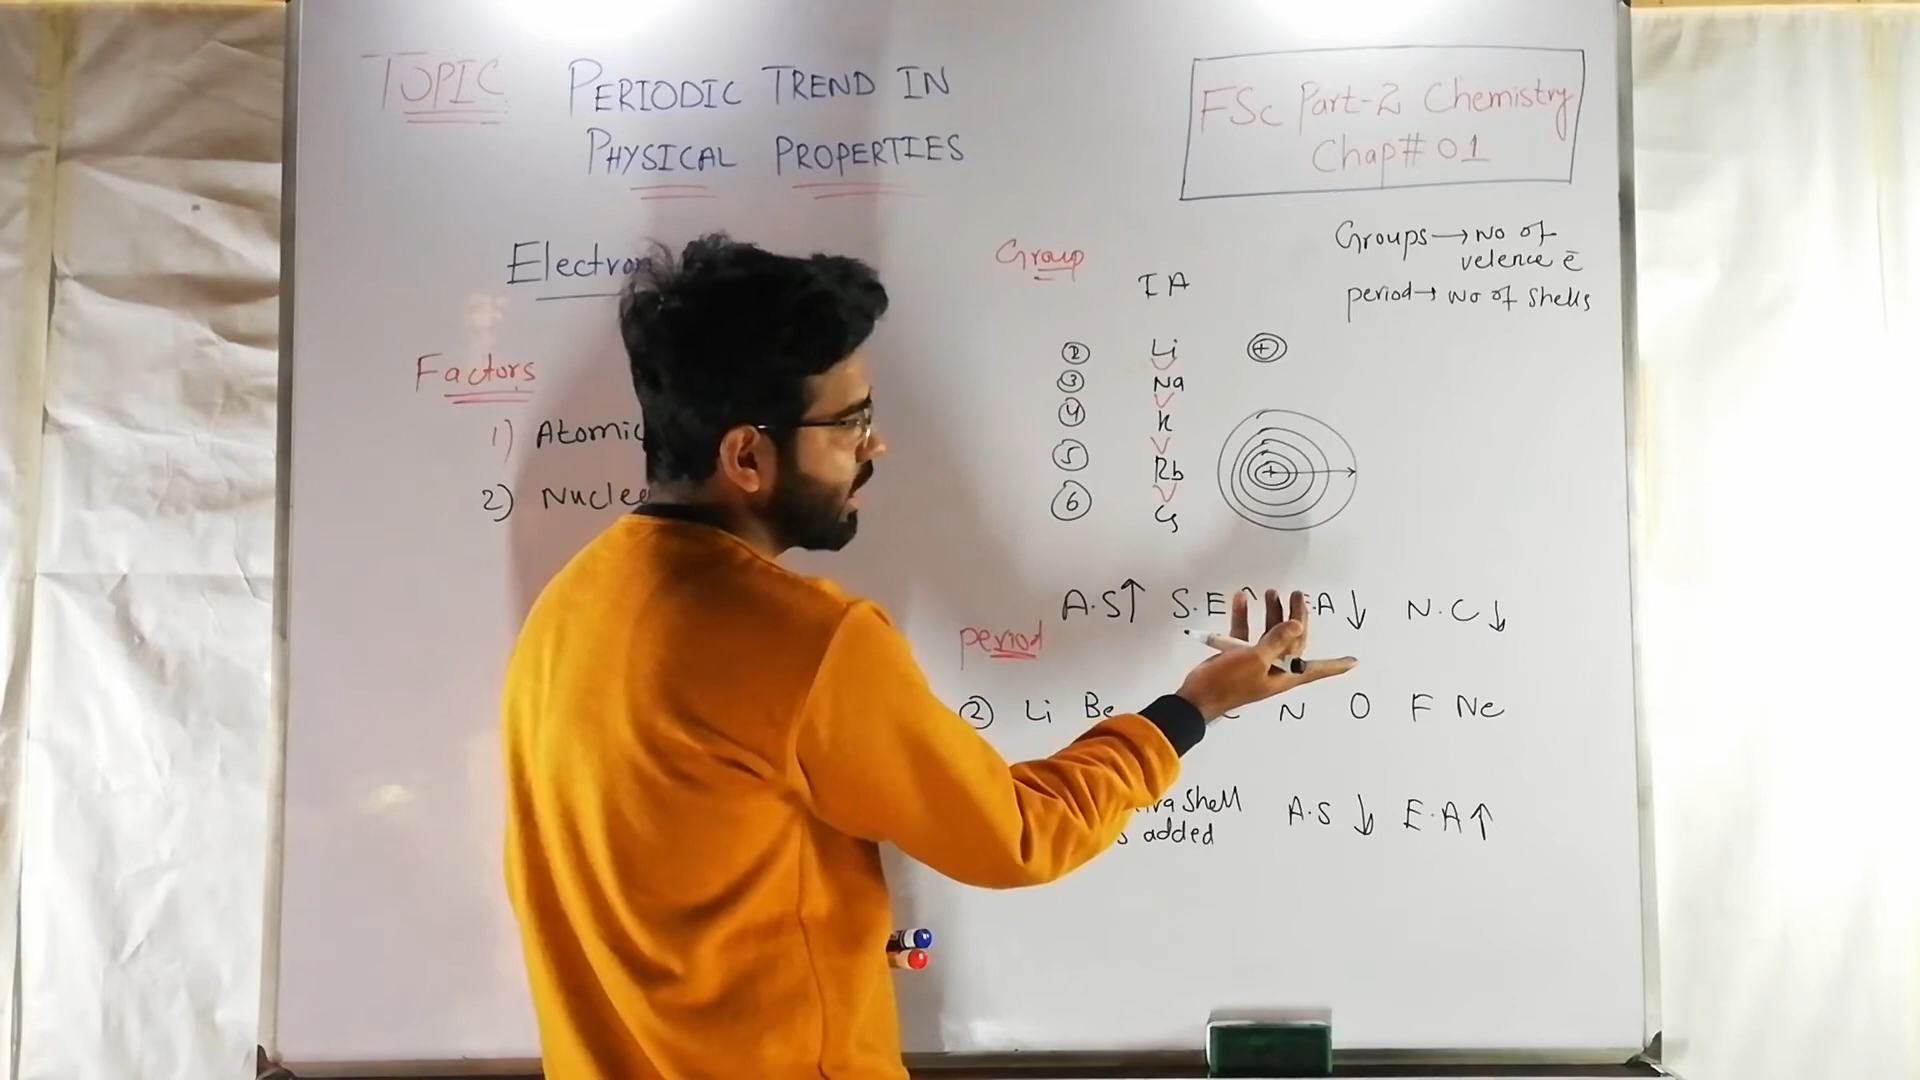 TOPIC PERIODIC TREND IN
PHYSICAL PROPERTIES
FSc Part-2 Chemistry
Chap# 01
Groups → No of
velence ē
period → No of shells
Electron
Factors
1) Atomic
2) Nuclea
Group
I A
② Li +
③ Na
④ K
⑤ Rb +
⑥ Cs
A.S↑ S.E↑ E.A↓ N.C↓
period
② Li Be N O F Ne
shell
added
A.S ↓ E.A↑